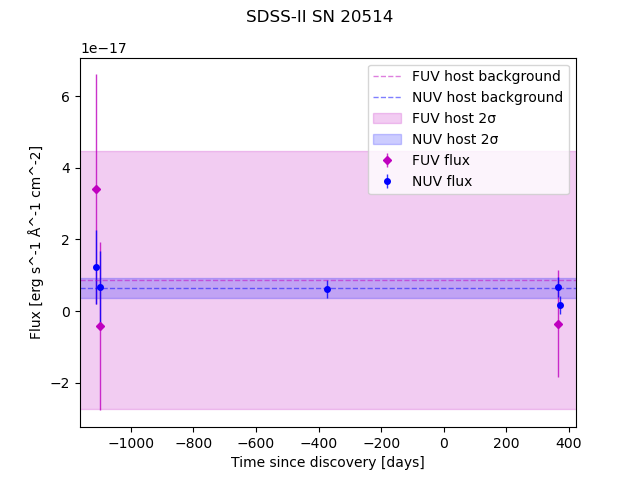 SDSS-II SN 20514
1e−17
FUV host background
NUV host background
FUV host 2σ
NUV host 2σ
FUV flux
NUV flux
6
4
2
0
−2
Flux [erg s^-1 Å^-1 cm^-2]
−1000 −800 −600 −400 −200 0 200 400
Time since discovery [days]